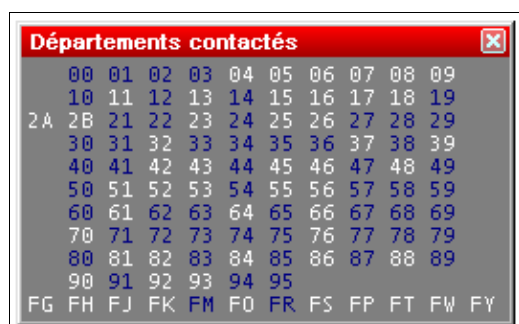 Départements contactés
00 01 02 03 04 05 06 07 08 09
10 11 12 13 14 15 16 17 18 19
2A 2B 21 22 23 24 25 26 27 28 29
30 31 32 33 34 35 36 37 38 39
40 41 42 43 44 45 46 47 48 49
50 51 52 53 54 55 56 57 58 59
60 61 62 63 64 65 66 67 68 69
70 71 72 73 74 75 76 77 78 79
80 81 82 83 84 85 86 87 88 89
90 91 92 93 94 95
FG FH FJ FK FM FO FR FS FP FT FW FY